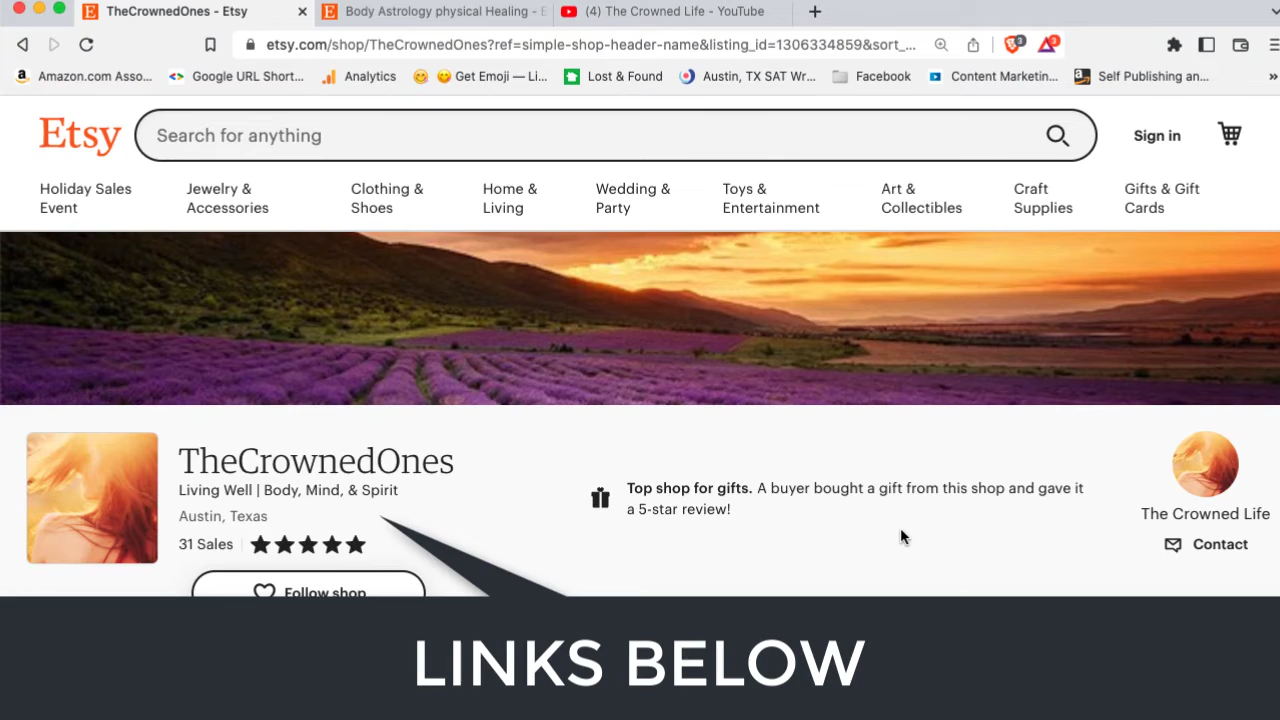 TheCrownedOnes - Etsy
Body Astrology physical Healing - E
(4) The Crowned Life - YouTube
etsy.com/shop/TheCrownedOnes?ref=simple-shop-header-name&listing_id=1306334859&sort_...
3
3
Amazon.com Asso...
Google URL Short...
Analytics
Get Emoji — Li...
Lost & Found
Austin, TX SAT Wr...
Facebook
Content Marketin...
Self Publishing an...
»
Etsy
Search for anything
Sign in
Holiday Sales
Event
Jewelry &
Accessories
Clothing &
Shoes
Home &
Living
Wedding &
Party
Toys &
Entertainment
Art &
Collectibles
Craft
Supplies
Gifts & Gift
Cards
TheCrownedOnes
Living Well | Body, Mind, & Spirit
Austin, Texas
31 Sales
Follow shop
Top shop for gifts. A buyer bought a gift from this shop and gave it
a 5-star review!
The Crowned Life
Contact
LINKS BELOW